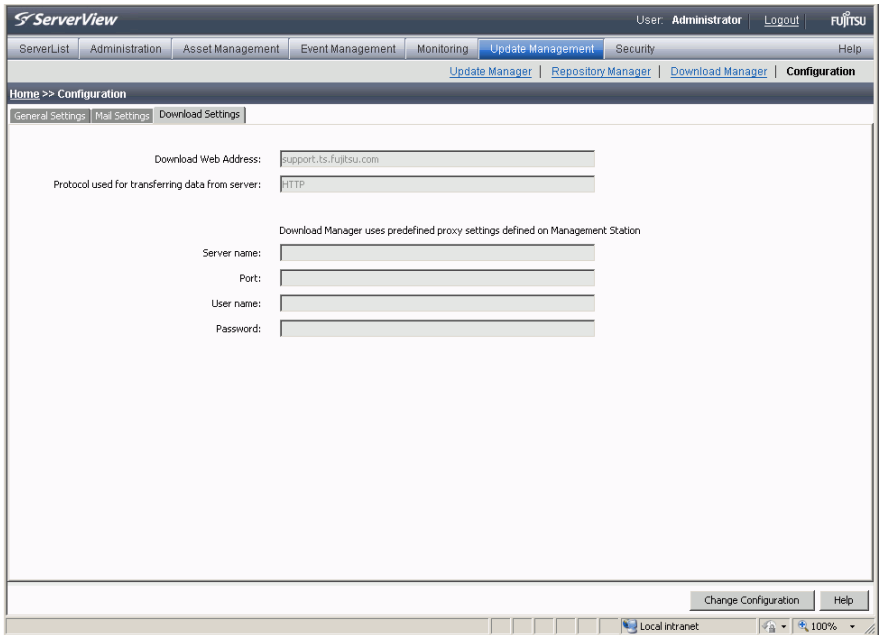 ServerView
User: Administrator Logout FUJITSU
ServerList Administration Asset Management Event Management Monitoring Update Management Security Help
Update Manager | Repository Manager | Download Manager | Configuration
Home >> Configuration
General Settings Mail Settings Download Settings
Download Web Address: support.ts.fujitsu.com
Protocol used for transferring data from server: HTTP
Download Manager uses predefined proxy settings defined on Management Station
Server name:
Port:
User name:
Password:
Change Configuration Help
Local intranet 100%